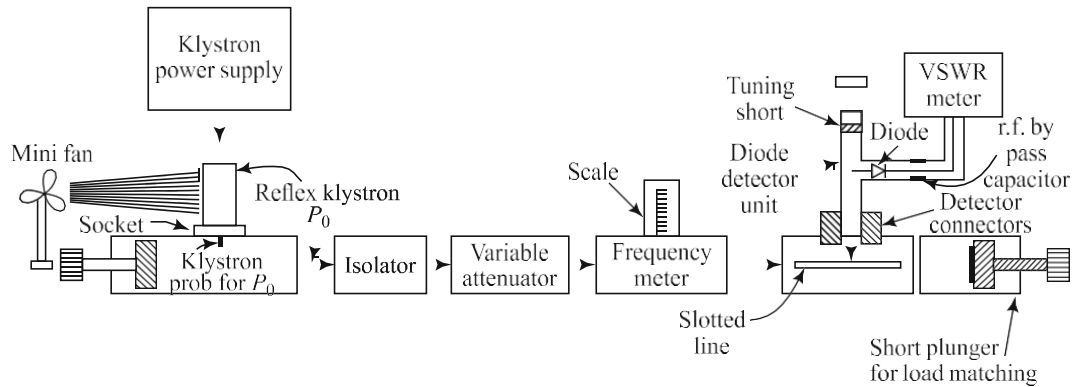 Klystron
power supply
Mini fan
Reflex klystron
P₀
Socket
Klystron
prob for P₀
Isolator
Variable
attenuator
Scale
Frequency
meter
Tuning
short
Diode
detector
unit
VSWR
meter
Diode
r.f. by
pass
capacitor
Detector
connectors
Slotted
line
Short plunger
for load matching